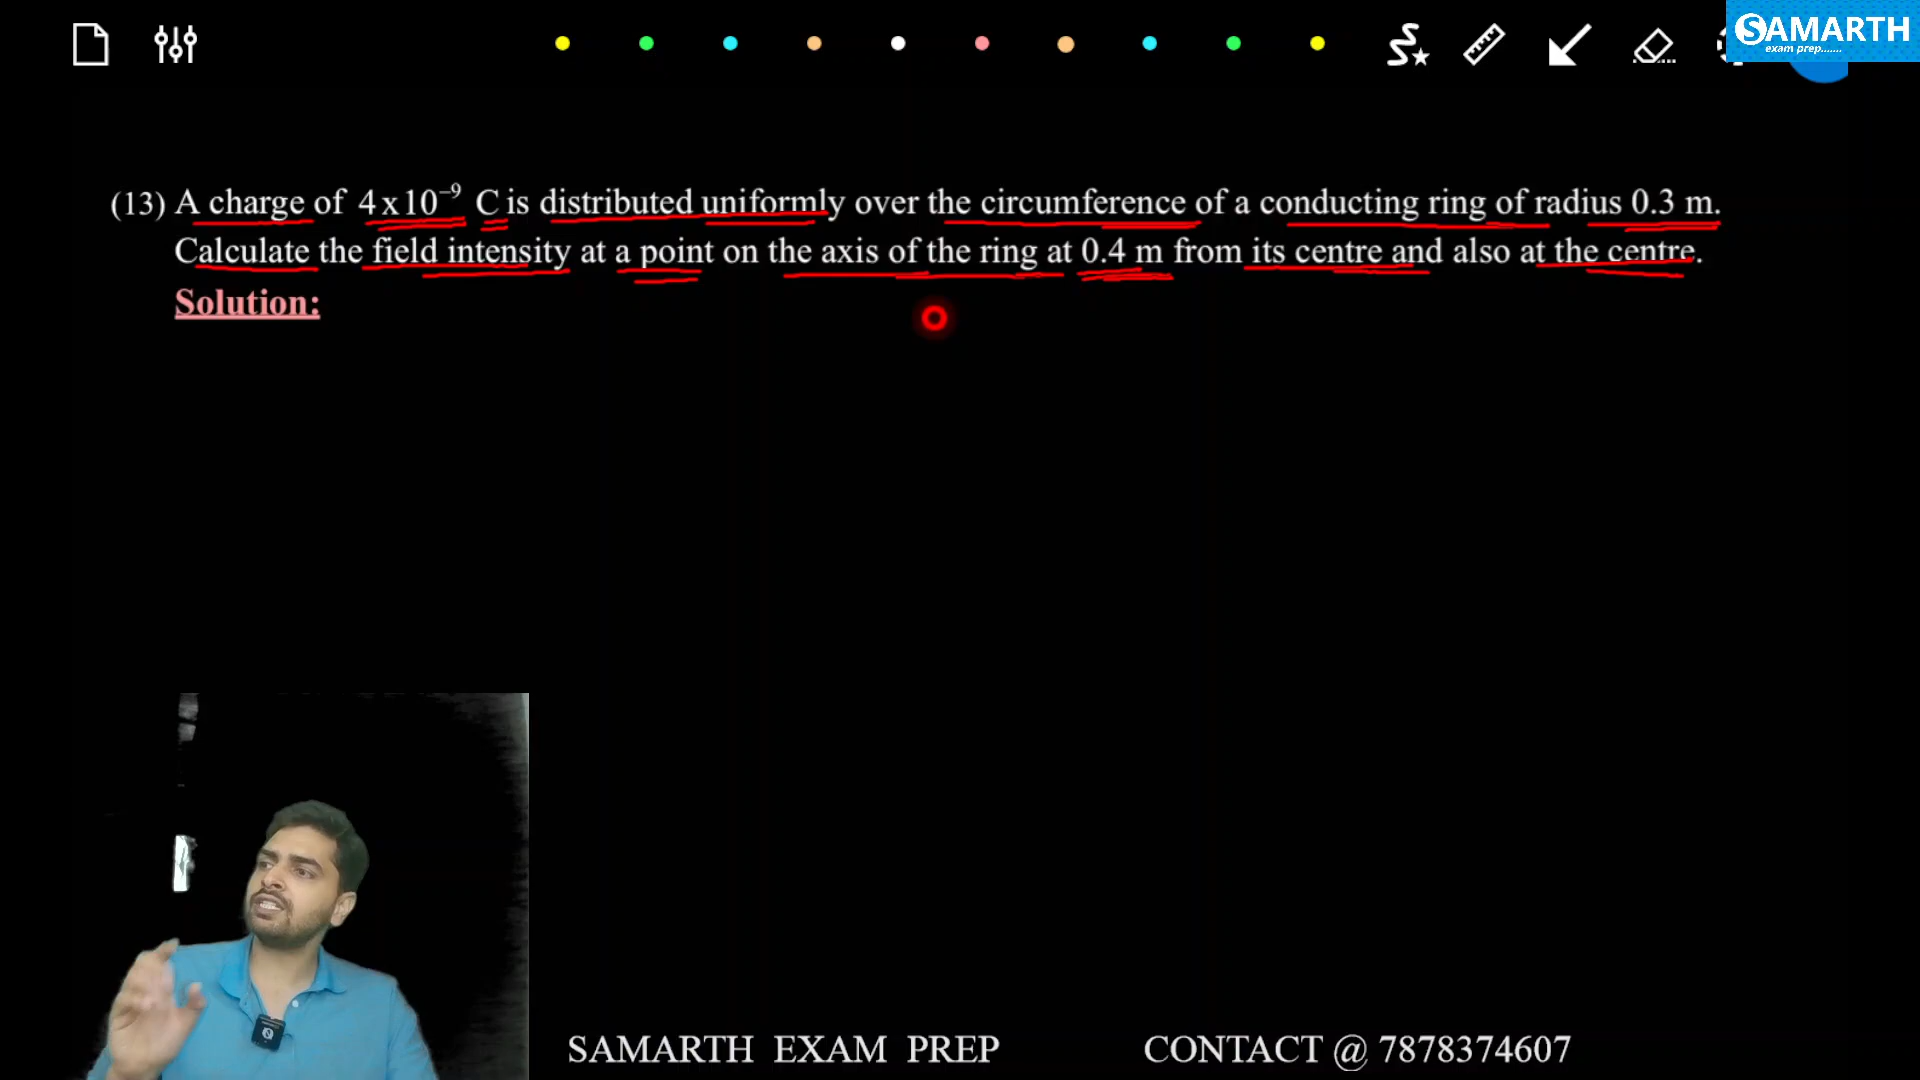 SAMARTH
exam prep......
(13) A charge of 4x10⁻⁹ C is distributed uniformly over the circumference of a conducting ring of radius 0.3 m.
Calculate the field intensity at a point on the axis of the ring at 0.4 m from its centre and also at the centre.
Solution:
SAMARTH EXAM PREP CONTACT @ 7878374607